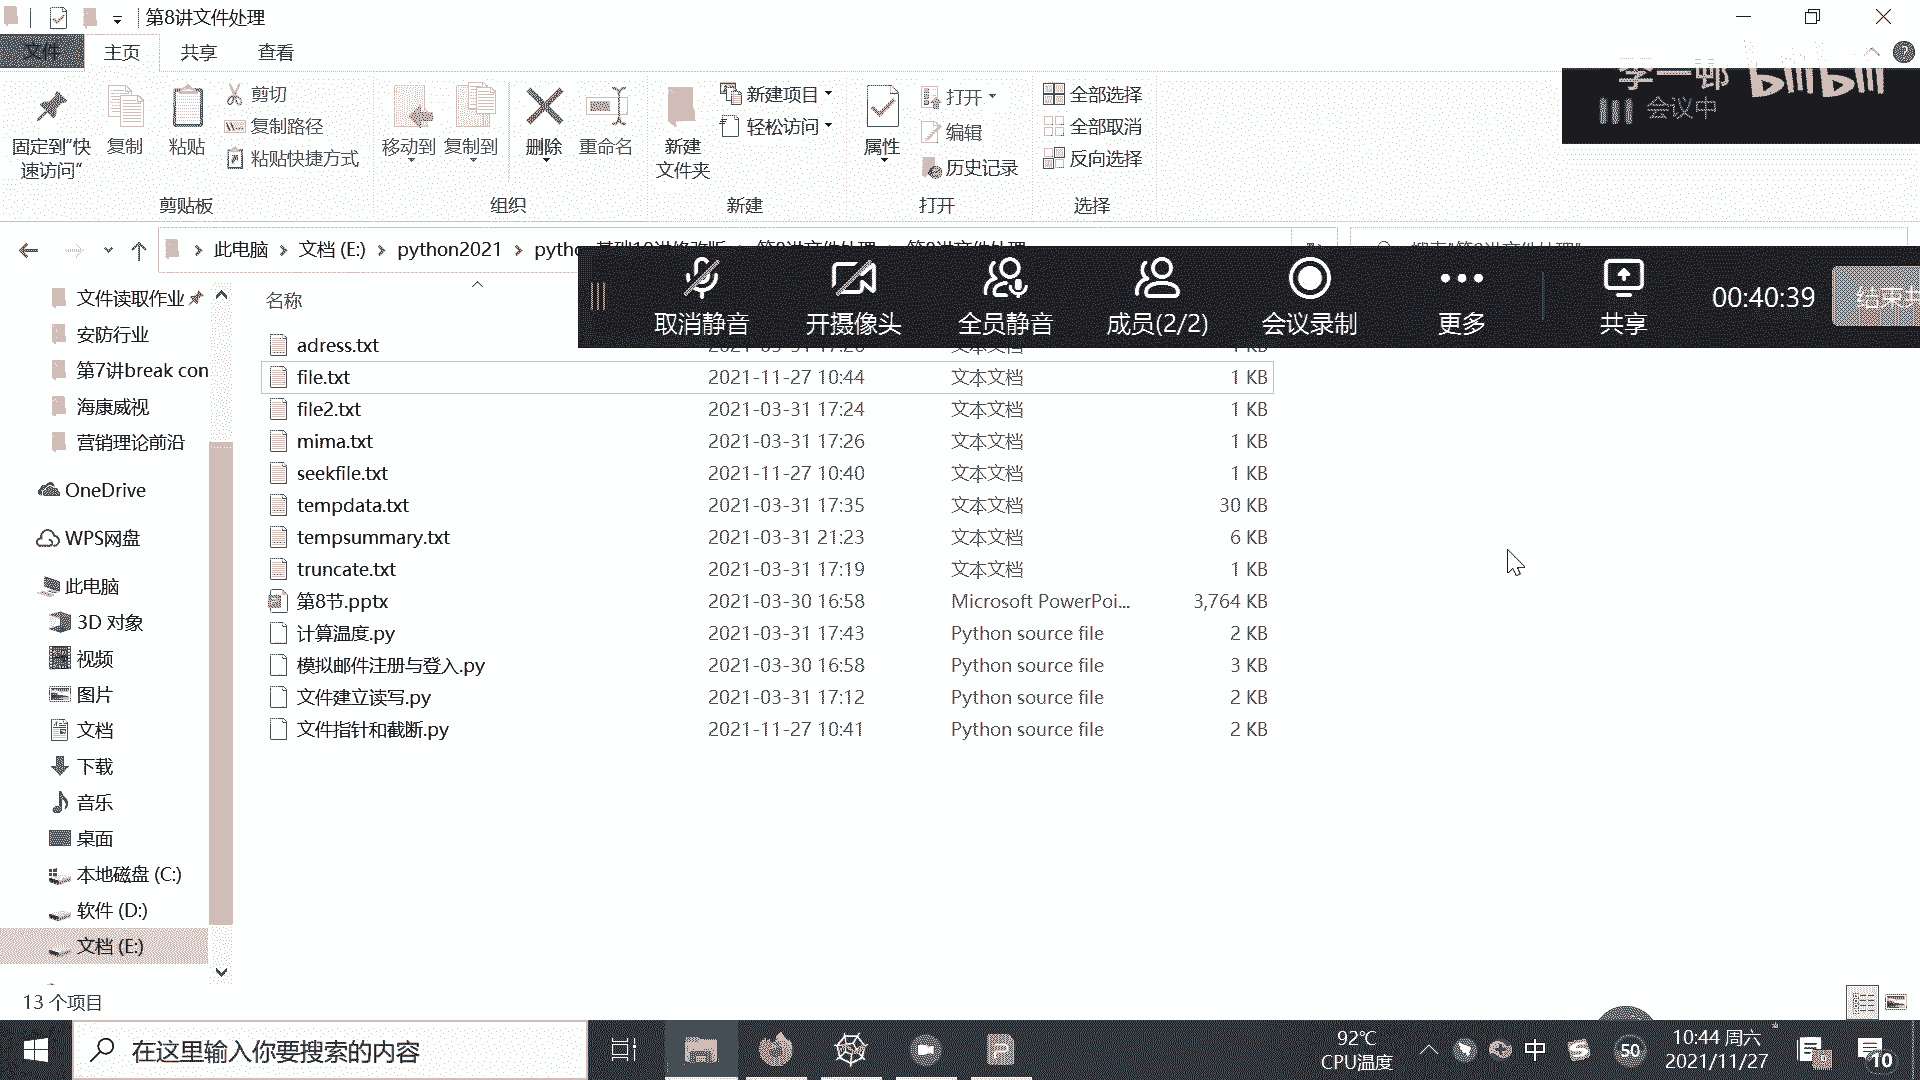 第8讲文件处理
文件 主页 共享 查看
固定到"快速访问"
复制
粘贴
剪切
复制路径
粘贴快捷方式
移动到 复制到
删除 重命名
新建
文件夹
新建项目
轻松访问
属性
打开
编辑
历史记录
全部选择
全部取消
反向选择
剪贴板 组织 新建 打开 选择
李一邨 bilibili
会议中
此电脑 文档 (E:) python2021
取消静音 开摄像头 全员静音 成员(2/2) 会议录制 更多 共享 00:40:39
文件读取作业
安防行业
第7讲break con
海康威视
营销理论前沿
OneDrive
WPS网盘
此电脑
3D 对象
视频
图片
文档
下载
音乐
桌面
本地磁盘 (C:)
软件 (D:)
文档 (E:)
名称
adress.txt
file.txt 2021-11-27 10:44 文本文档 1 KB
file2.txt 2021-03-31 17:24 文本文档 1 KB
mima.txt 2021-03-31 17:26 文本文档 1 KB
seekfile.txt 2021-11-27 10:40 文本文档 1 KB
tempdata.txt 2021-03-31 17:35 文本文档 30 KB
tempsummary.txt 2021-03-31 21:23 文本文档 6 KB
truncate.txt 2021-03-31 17:19 文本文档 1 KB
第8节.pptx 2021-03-30 16:58 Microsoft PowerPoi... 3,764 KB
计算温度.py 2021-03-31 17:43 Python source file 2 KB
模拟邮件注册与登入.py 2021-03-30 16:58 Python source file 3 KB
文件建立读写.py 2021-03-31 17:12 Python source file 2 KB
文件指针和截断.py 2021-11-27 10:41 Python source file 2 KB
13 个项目
在这里输入你要搜索的内容
92℃
CPU温度
中
50
10:44 周六
2021/11/27
10